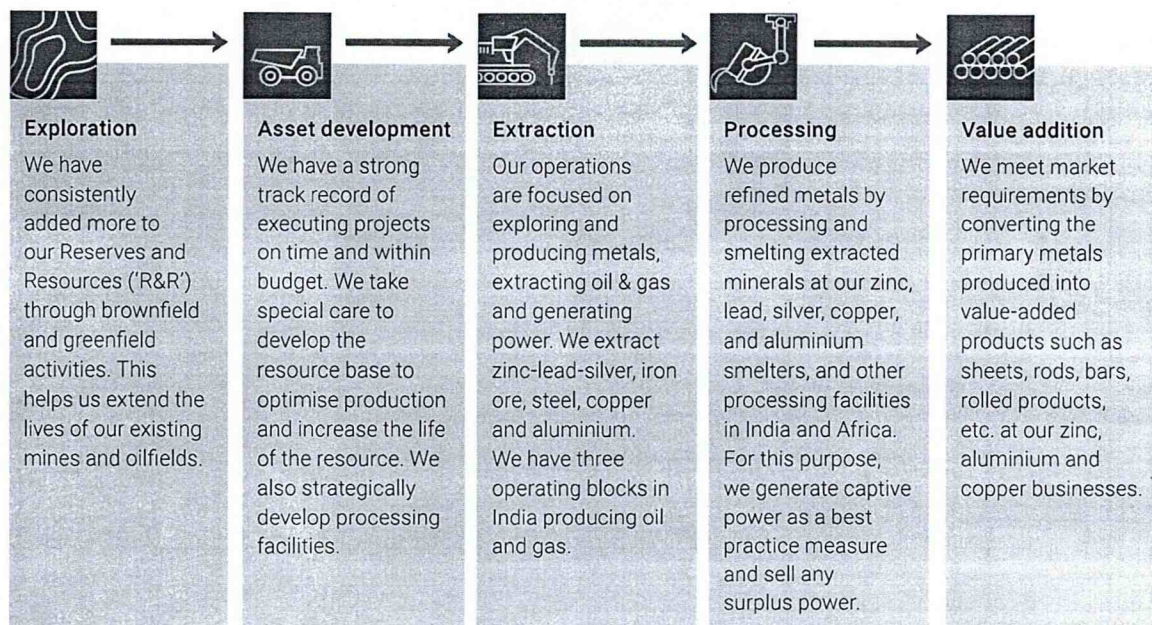 Exploration
We have
consistently
added more to
our Reserves and
Resources (‘R&R’)
through brownfield
and greenfield
activities. This
helps us extend the
lives of our existing
mines and oilfields.
Asset development
We have a strong
track record of
executing projects
on time and within
budget. We take
special care to
develop the
resource base to
optimise production
and increase the life
of the resource. We
also strategically
develop processing
facilities.
Extraction
Our operations
are focused on
exploring and
producing metals,
extracting oil & gas
and generating
power. We extract
zinc-lead-silver, iron
ore, steel, copper
and aluminium.
We have three
operating blocks in
India producing oil
and gas.
Processing
We produce
refined metals by
processing and
smelting extracted
minerals at our zinc,
lead, silver, copper,
and aluminium
smelters, and other
processing facilities
in India and Africa.
For this purpose,
we generate captive
power as a best
practice measure
and sell any
surplus power.
Value addition
We meet market
requirements by
converting the
primary metals
produced into
value-added
products such as
sheets, rods, bars,
rolled products,
etc. at our zinc,
aluminium and
copper businesses.